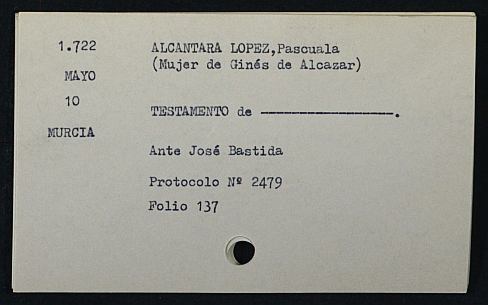 1.722
MAYO
10
MURCIA
ALCANTARA LOPEZ,Pascuala
(Mujer de Ginés de Alcazar)
TESTAMENTO de -------------------.
Ante José Bastida
Protocolo Nº 2479
Folio 137